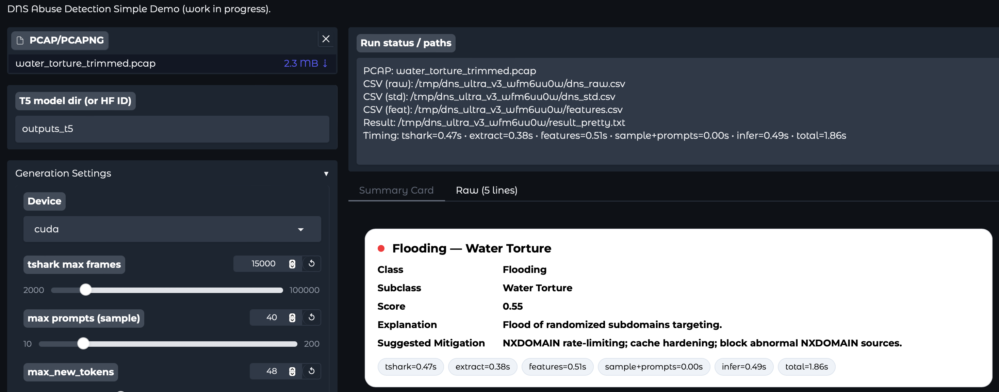 DNS Abuse Detection Simple Demo (work in progress).
PCAP/PCAPNG
water_torture_trimmed.pcap 2.3 MB ⇣
T5 model dir (or HF ID)
outputs_t5
Generation Settings ▼
Device
cuda
tshark max frames 15000
2000 100000
max prompts (sample) 40
10 200
max_new_tokens 48
Run status / paths
PCAP: water_torture_trimmed.pcap
CSV (raw): /tmp/dns_ultra_v3_wfm6uu0w/dns_raw.csv
CSV (std): /tmp/dns_ultra_v3_wfm6uu0w/dns_std.csv
CSV (feat): /tmp/dns_ultra_v3_wfm6uu0w/features.csv
Result: /tmp/dns_ultra_v3_wfm6uu0w/result_pretty.txt
Timing: tshark=0.47s • extract=0.38s • features=0.51s • sample+prompts=0.00s • infer=0.49s • total=1.86s
Summary Card Raw (5 lines)
Flooding — Water Torture
Class Flooding
Subclass Water Torture
Score 0.55
Explanation Flood of randomized subdomains targeting.
Suggested Mitigation NXDOMAIN rate-limiting; cache hardening; block abnormal NXDOMAIN sources.
tshark=0.47s extract=0.38s features=0.51s sample+prompts=0.00s infer=0.49s total=1.86s